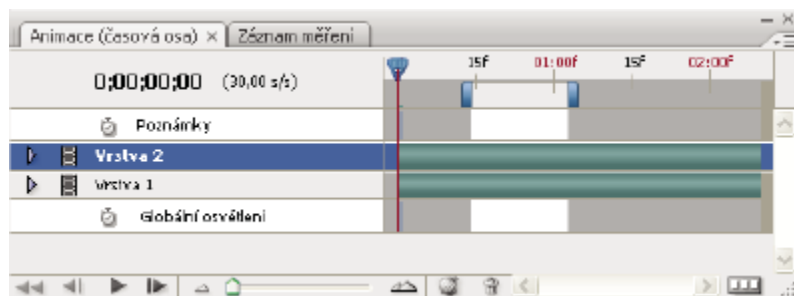 Animace (časová osa) × Záznam měření
15f 01:00f 15f 02:00f
0;00;00;00 (30,00 s/s)
Poznámky
Vrstva 2
Vrstva 1
Globální osvětlení